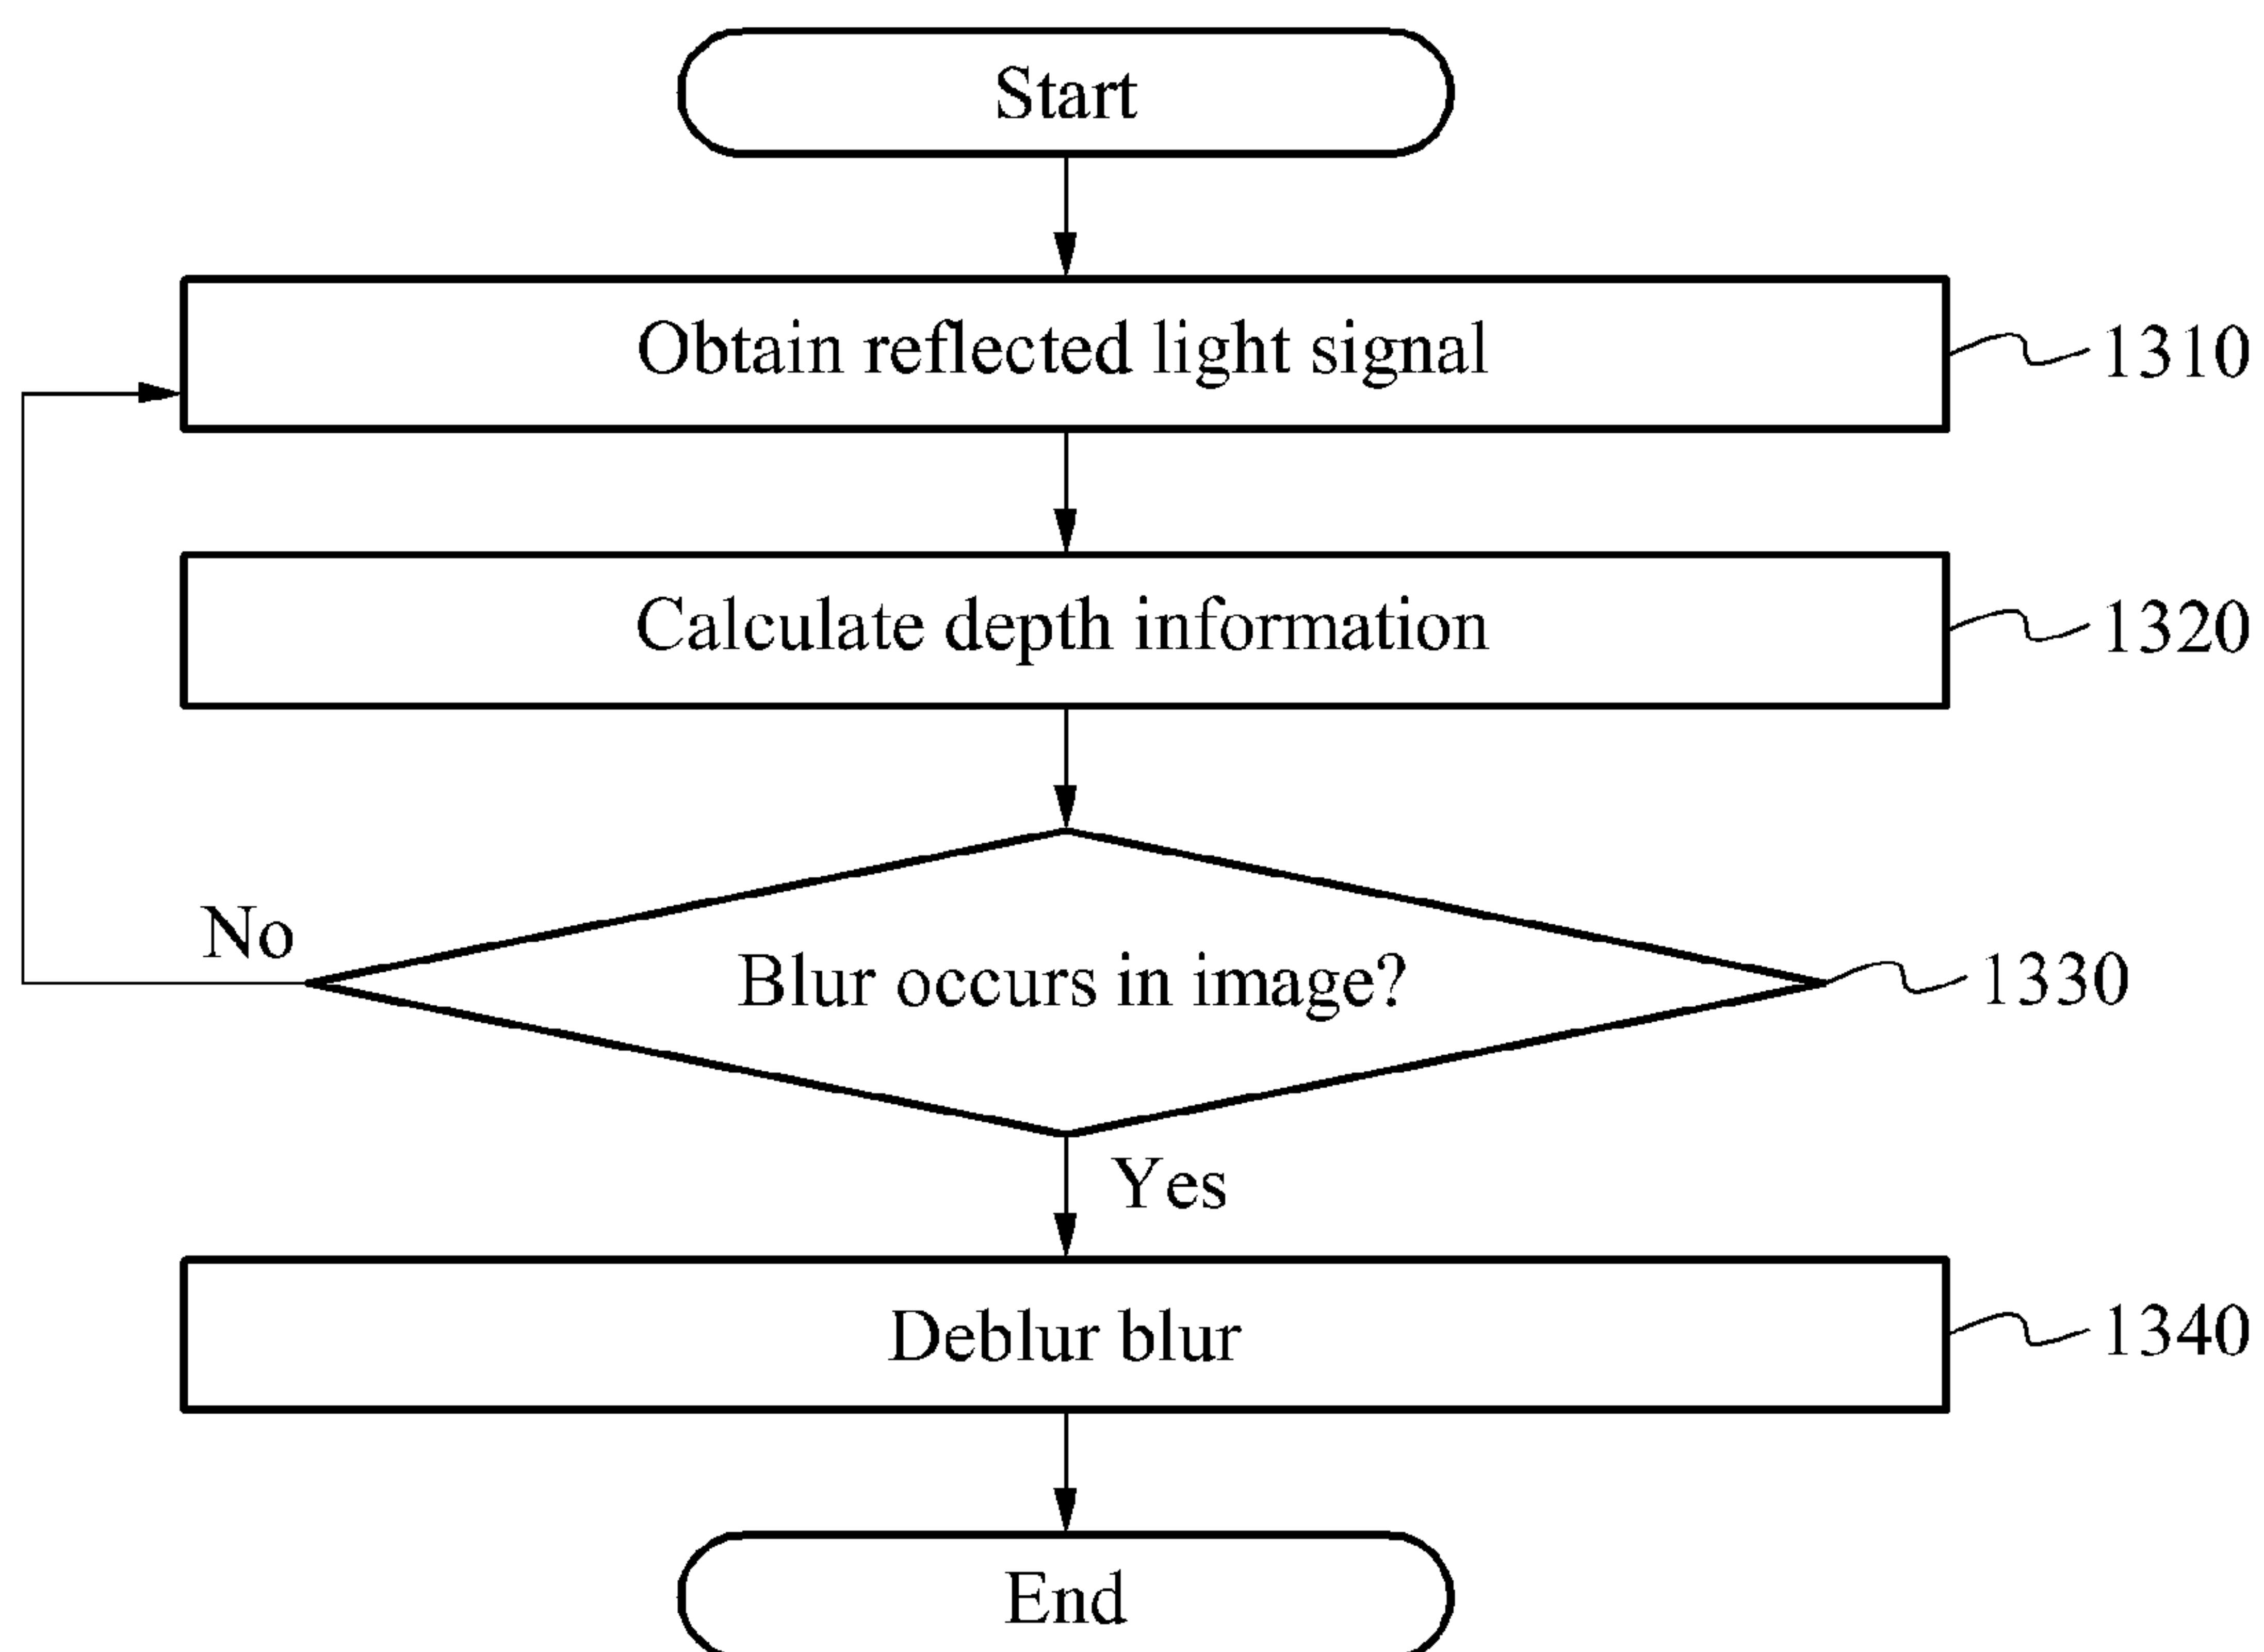 Start
Obtain reflected light signal
1310
Calculate depth information
1320
No
Blur occurs in image?
1330
Yes
Deblur blur
1340
End